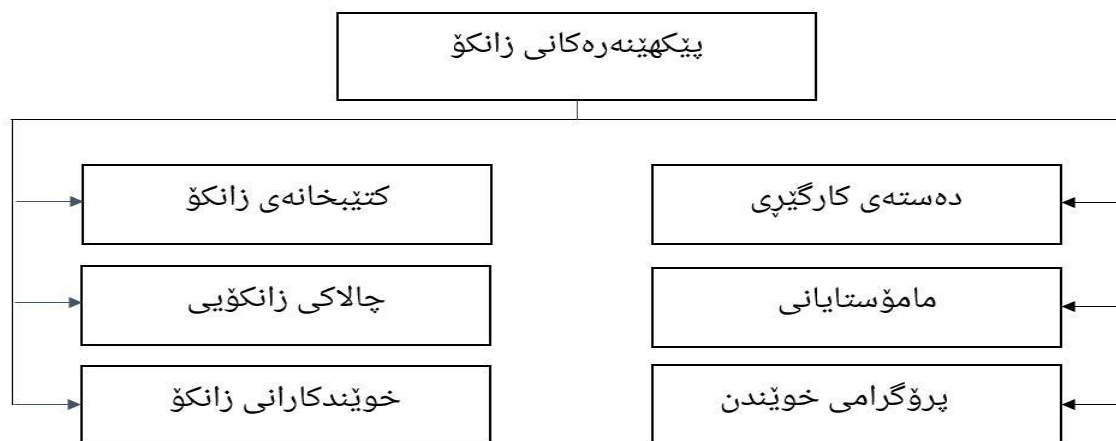 پێکهێنەرەکانی زانکۆ
دەستەی کارگێڕی
کتێبخانەی زانکۆ
مامۆستایانی
چالاکی زانکۆیی
پرۆگرامی خوێندن
خوێندکارانی زانکۆ